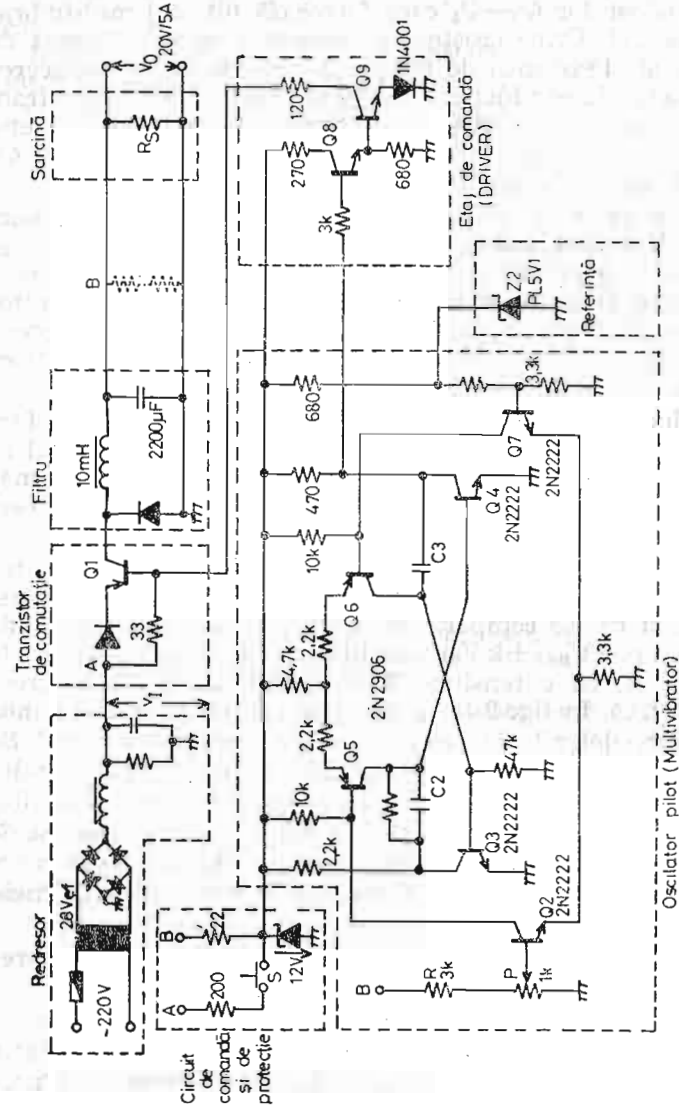 Redresor
28Vef
~220V
VI
Tranzistor
de comutație
A
Q1
33
Filtru
10mH
2200µF
B
Sarcină
RS
VO 20V/5A
Circuit
de
comandă
și de
protecție
A
B
200
22
S
12V
120
Q9
1N4001
270
Q8
680
3k
Etaj de comandă
(DRIVER)
Z2
PL5V1
Referință
680
3,3k
470
10k
Q7
2N2222
Q4
2N2222
C3
Q6
2,2k
4,7k
2N2906
2,2k
Q5
10k
2,2k
C2
47k
Q3
2N2222
3,3k
Q2
2N2222
B
R
3k
P
1k
Oscilator pilot (Multivibrator)